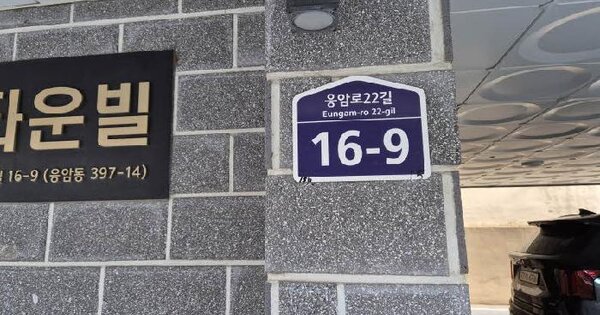 타운빌
길 16-9 (응암동 397-14)
응암로22길
Eungam-ro 22-gil
16-9